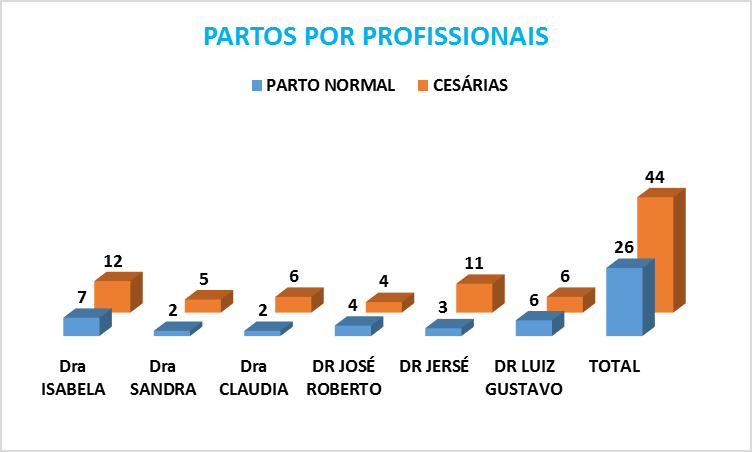 PARTOS POR PROFISSIONAIS
PARTO NORMAL CESÁRIAS
7 12 2 5 2 6 4 4 3 11 6 6 26 44
Dra ISABELA
Dra SANDRA
Dra CLAUDIA
DR JOSÉ ROBERTO
DR JERSÉ
DR LUIZ GUSTAVO
TOTAL